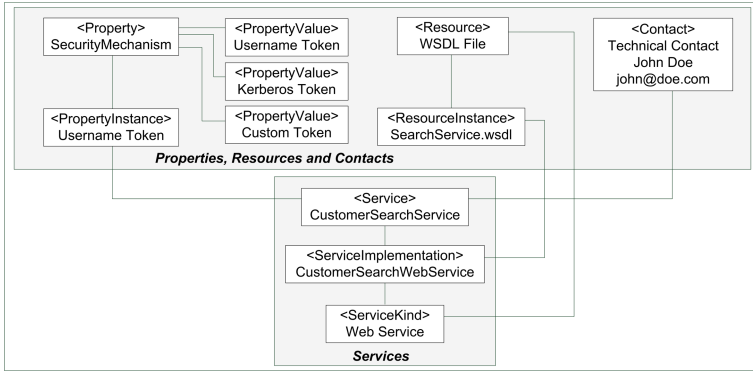 <Property>
SecurityMechanism
<PropertyValue>
Username Token
<PropertyValue>
Kerberos Token
<PropertyValue>
Custom Token
<PropertyInstance>
Username Token
<Resource>
WSDL File
<ResourceInstance>
SearchService.wsdl
<Contact>
Technical Contact
John Doe
john@doe.com
Properties, Resources and Contacts
<Service>
CustomerSearchService
<ServiceImplementation>
CustomerSearchWebService
<ServiceKind>
Web Service
Services